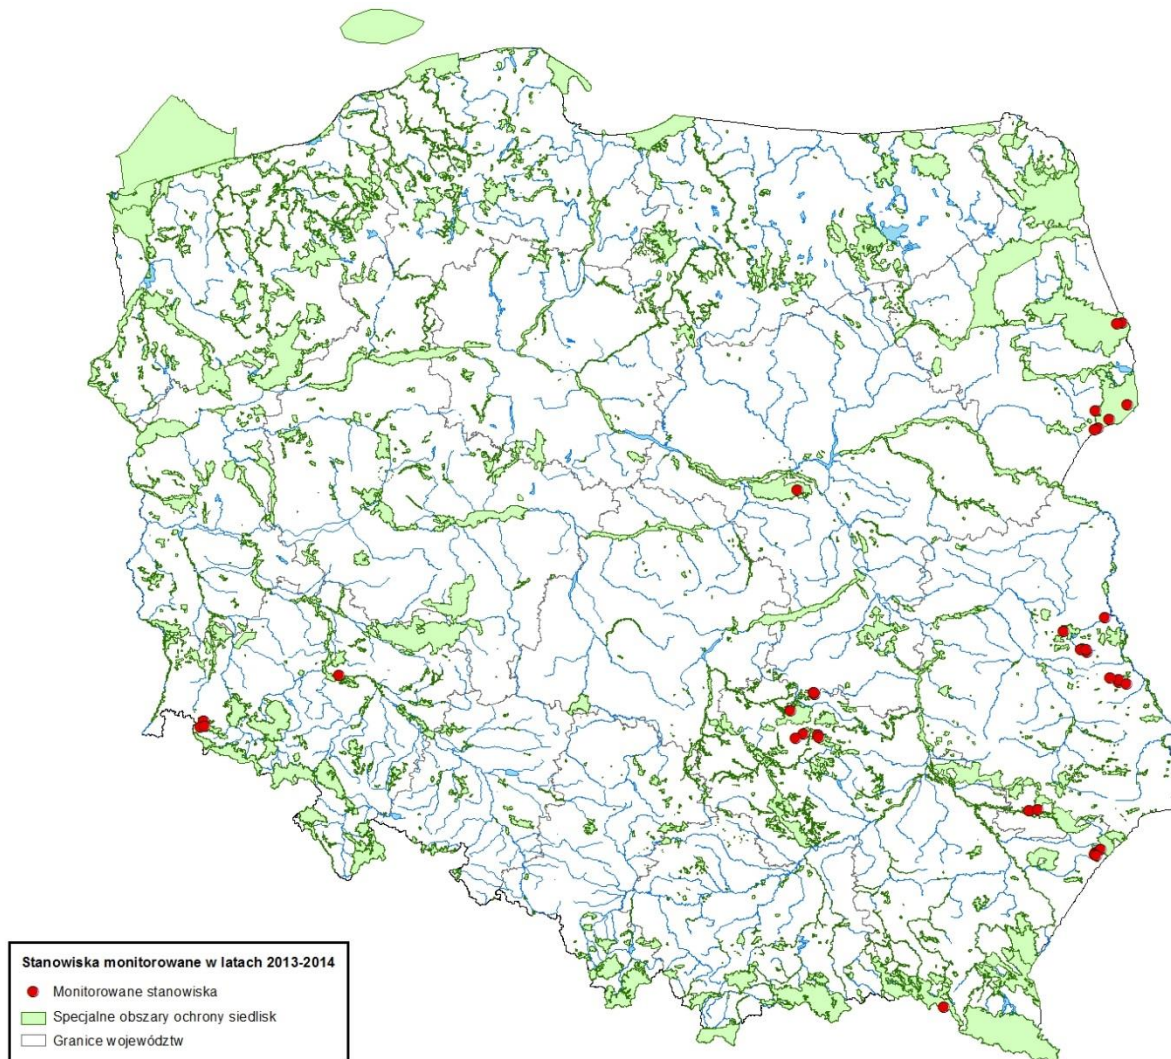 Stanowiska monitorowane w latach 2013-2014
Monitorowane stanowiska
Specjalne obszary ochrony siedlisk
Granice województw